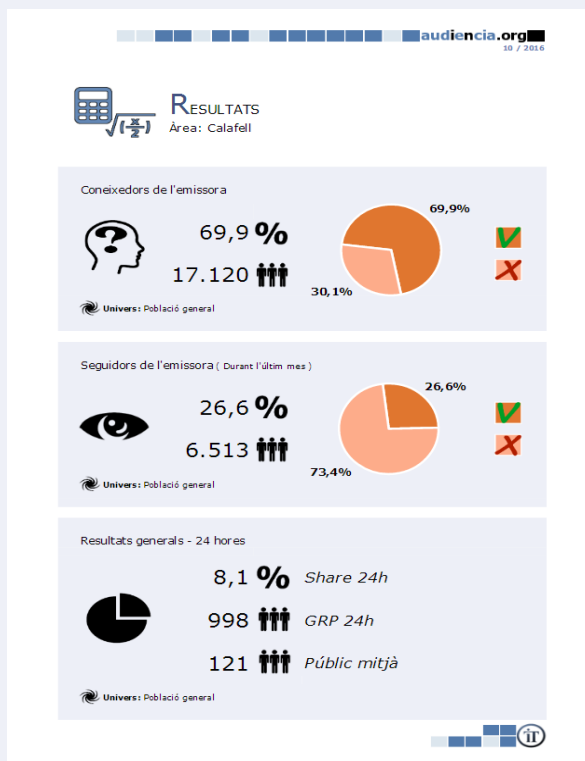 audiencia.org
10 / 2016
√(x/2)
RESULTATS
Àrea: Calafell
Coneixedors de l'emissora
69,9%
?
69,9 %
17.120
30,1%
Univers: Població general
Seguidors de l'emissora ( Durant l'últim mes )
26,6%
26,6 %
6.513
73,4%
Univers: Població general
Resultats generals - 24 hores
8,1 % Share 24h
998 GRP 24h
121 Públic mitjà
Univers: Població general